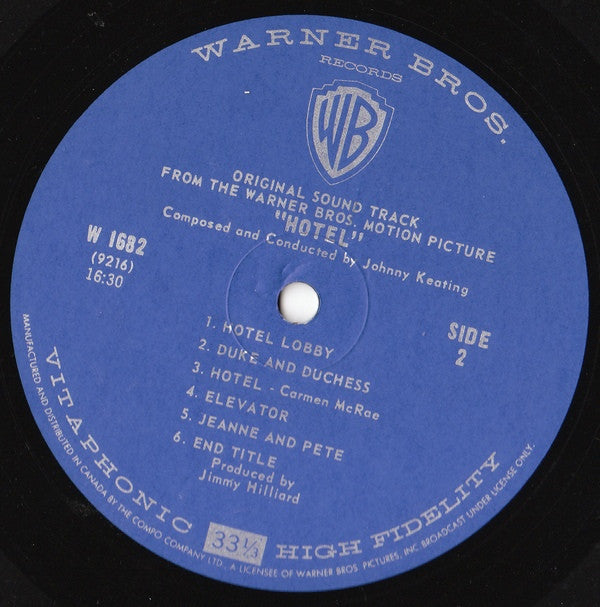 WARNER BROS.
RECORDS
WB
ORIGINAL SOUND TRACK
FROM THE WARNER BROS. MOTION PICTURE
"HOTEL"
Composed and Conducted by Johnny Keating
W 1682
(9216)
16:30
SIDE
2
1. HOTEL LOBBY
2. DUKE AND DUCHESS
3. HOTEL - Carmen McRae
4. ELEVATOR
5. JEANNE AND PETE
6. END TITLE
Produced by
Jimmy Hilliard
VITAPHONIC
33⅓
HIGH FIDELITY
MANUFACTURED AND DISTRIBUTED IN CANADA BY THE COMPO COMPANY LTD., A LICENSEE OF WARNER BROS. PICTURES, INC. BROADCAST UNDER LICENSE ONLY.